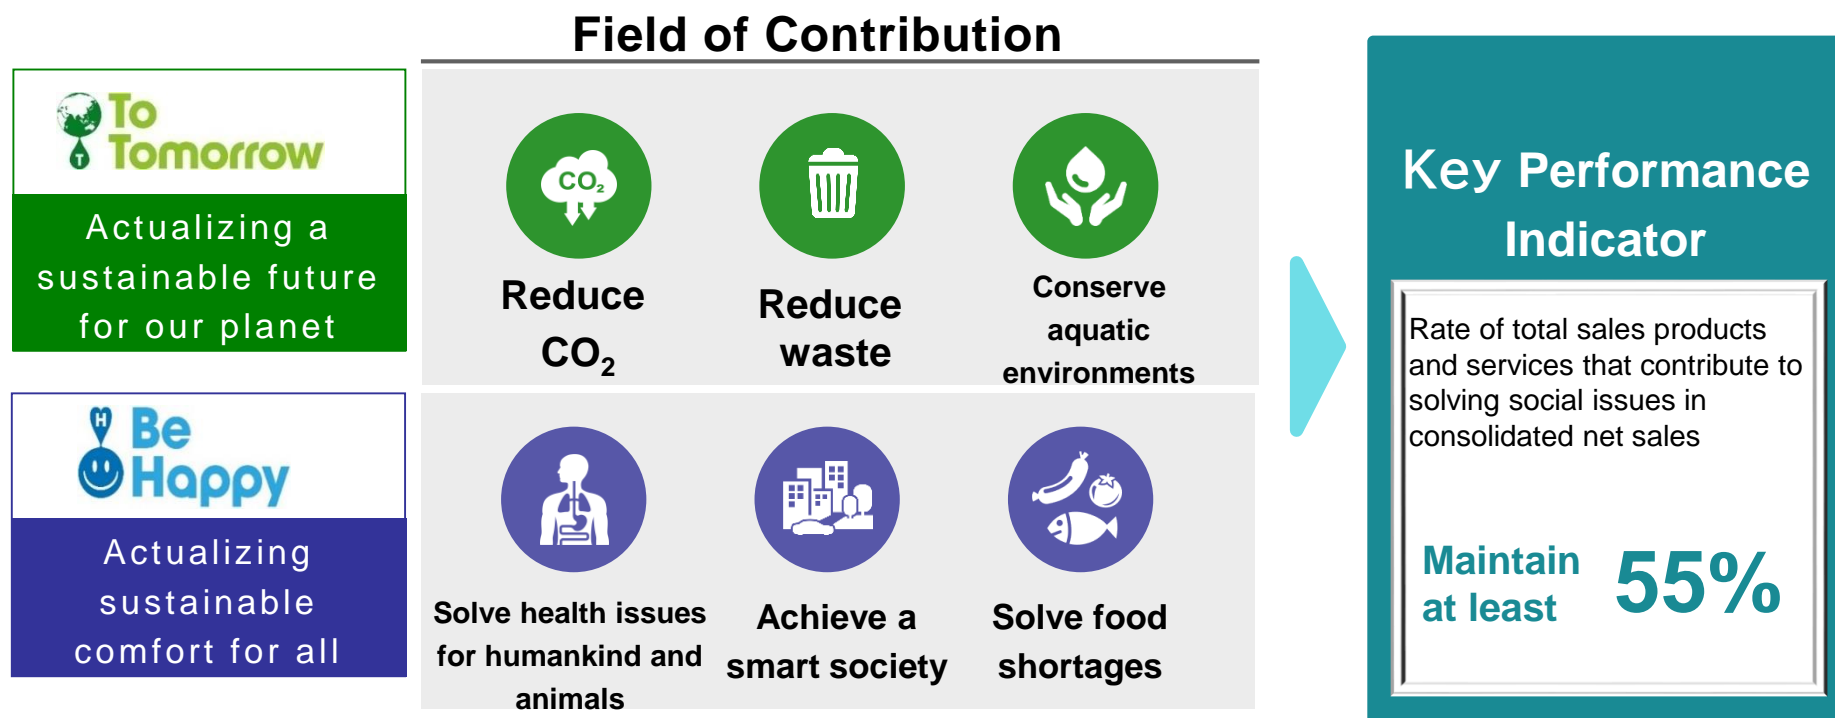 Field of Contribution
To
Tomorrow
T
Actualizing a
sustainable future
for our planet
CO₂
Reduce
CO₂
Reduce
waste
Conserve
aquatic
environments
H
Be
Happy
Actualizing
sustainable
comfort for all
Solve health issues
for humankind and
animals
Achieve a
smart society
Solve food
shortages
Key Performance
Indicator
Rate of total sales products
and services that contribute to
solving social issues in
consolidated net sales
Maintain
at least
55%